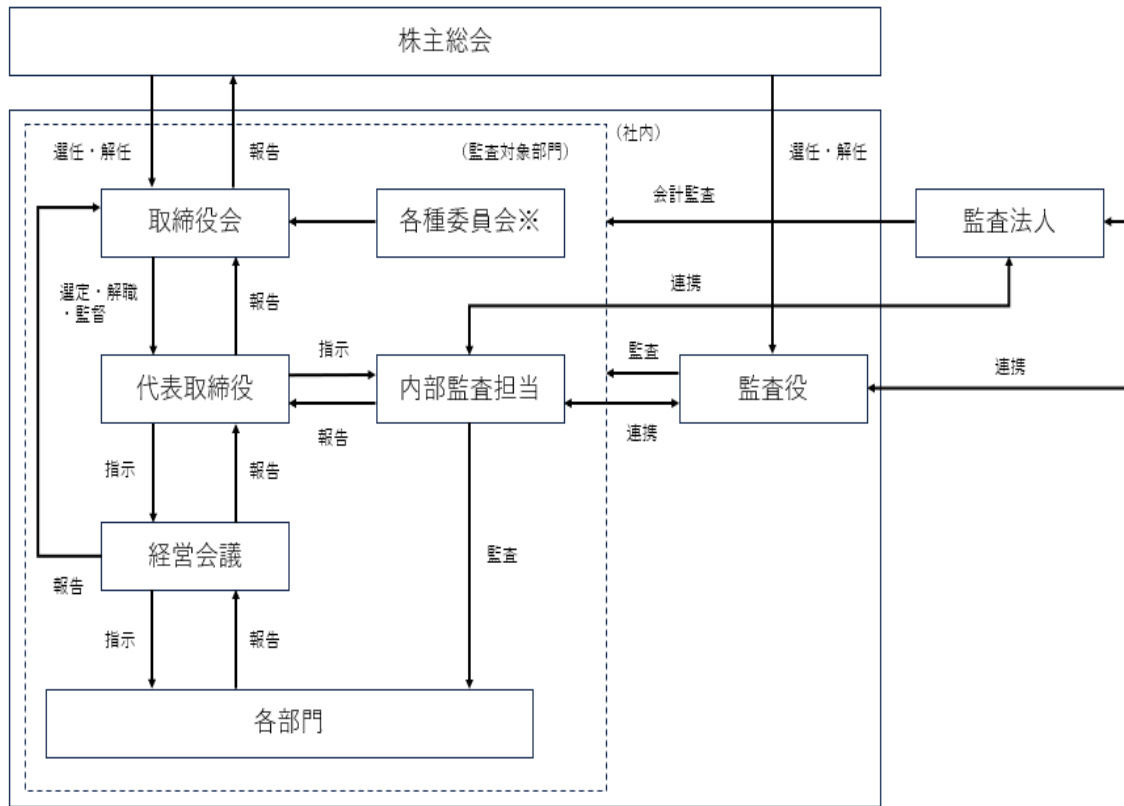 株主総会
(社内)
選任・解任
報告
(監査対象部門)
選任・解任
会計監査
取締役会
各種委員会※
監査法人
選定・解職
・監督
報告
連携
指示
監査
代表取締役
内部監査担当
監査役
連携
報告
連携
指示
報告
経営会議
監査
報告
指示
報告
各部門